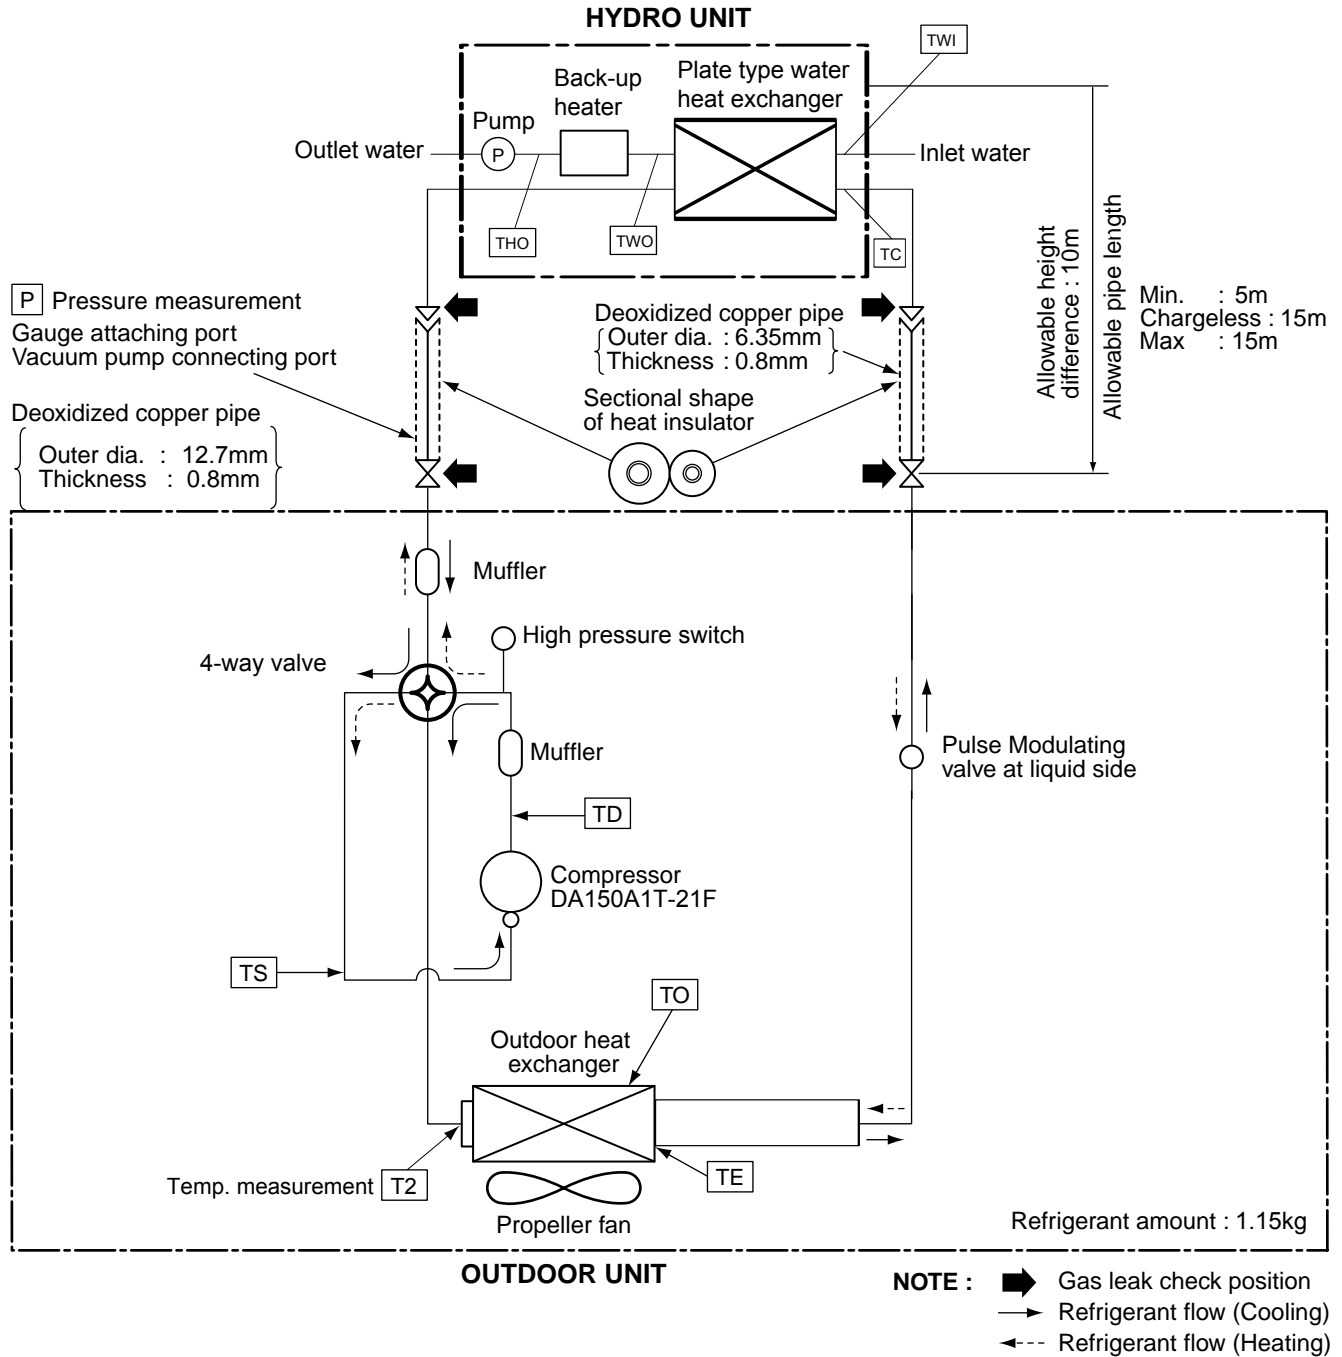 HYDRO UNIT
TWI
Back-up
heater
Plate type water
heat exchanger
Pump
P
Outlet water
Inlet water
THO
TWO
TC
Allowable height
difference : 10m
Allowable pipe length
Min. : 5m
Chargeless : 15m
Max : 15m
P Pressure measurement
Gauge attaching port
Vacuum pump connecting port
Deoxidized copper pipe
Outer dia. : 6.35mm
Thickness : 0.8mm
Sectional shape
of heat insulator
Deoxidized copper pipe
Outer dia. : 12.7mm
Thickness : 0.8mm
Muffler
High pressure switch
4-way valve
Muffler
Pulse Modulating
valve at liquid side
TD
Compressor
DA150A1T-21F
TS
TO
Outdoor heat
exchanger
TE
Temp. measurement T2
Propeller fan
Refrigerant amount : 1.15kg
OUTDOOR UNIT
NOTE :
Gas leak check position
Refrigerant flow (Cooling)
Refrigerant flow (Heating)